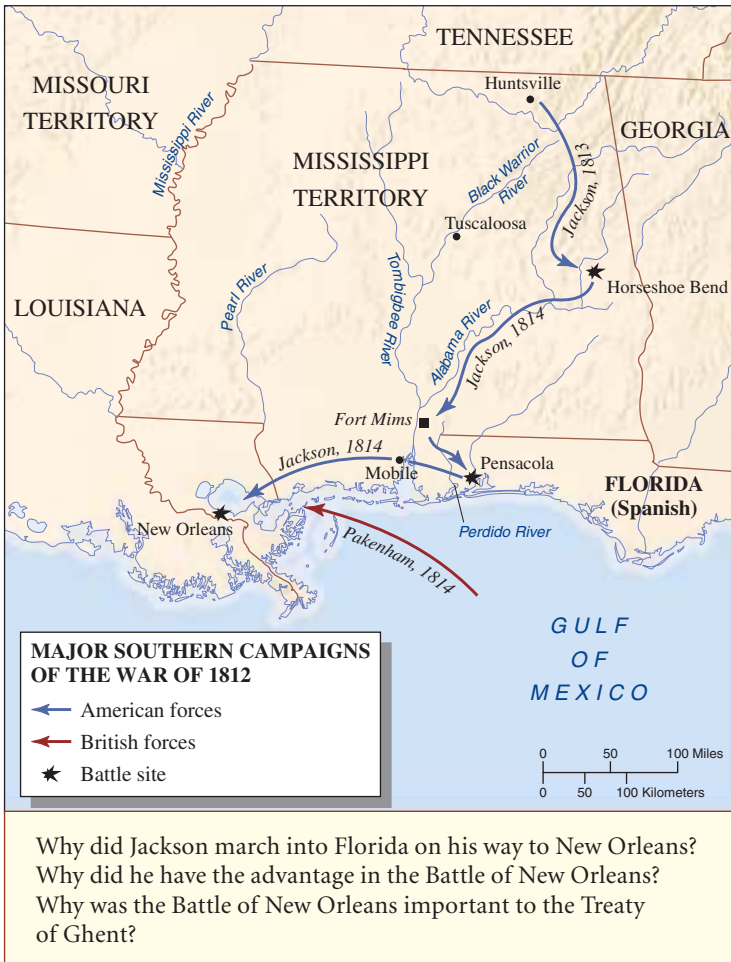 TENNESSEE
MISSOURI
TERRITORY
Mississippi River
Huntsville
GEORGIA
MISSISSIPPI
TERRITORY
Black Warrior
River
Jackson, 1813
Tuscaloosa
Tombigbee River
Pearl River
LOUISIANA
Horseshoe Bend
Alabama River
Jackson, 1814
Fort Mims
Jackson, 1814
Mobile
Pensacola
FLORIDA
(Spanish)
New Orleans
Perdido River
Pakenham, 1814
GULF
OF
MEXICO
MAJOR SOUTHERN CAMPAIGNS
OF THE WAR OF 1812
American forces
British forces
Battle site
0 50 100 Miles
0 50 100 Kilometers
Why did Jackson march into Florida on his way to New Orleans?
Why did he have the advantage in the Battle of New Orleans?
Why was the Battle of New Orleans important to the Treaty
of Ghent?